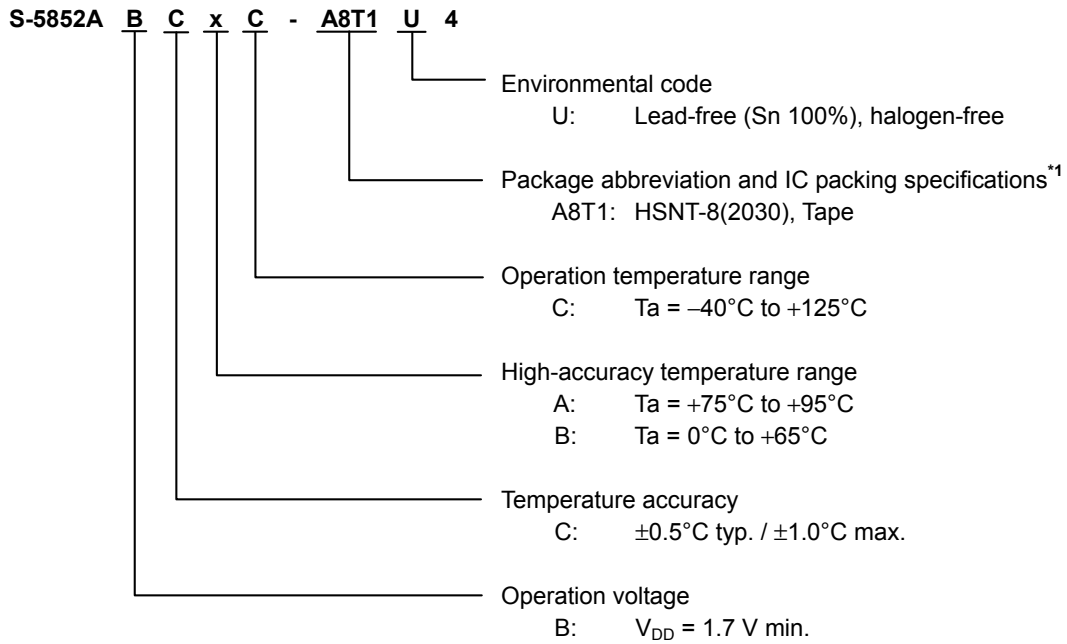 S-5852A B C x C - A8T1 U 4
Environmental code
U: Lead-free (Sn 100%), halogen-free
Package abbreviation and IC packing specifications*1
A8T1: HSNT-8(2030), Tape
Operation temperature range
C: Ta = −40°C to +125°C
High-accuracy temperature range
A: Ta = +75°C to +95°C
B: Ta = 0°C to +65°C
Temperature accuracy
C: ±0.5°C typ. / ±1.0°C max.
Operation voltage
B: VDD = 1.7 V min.